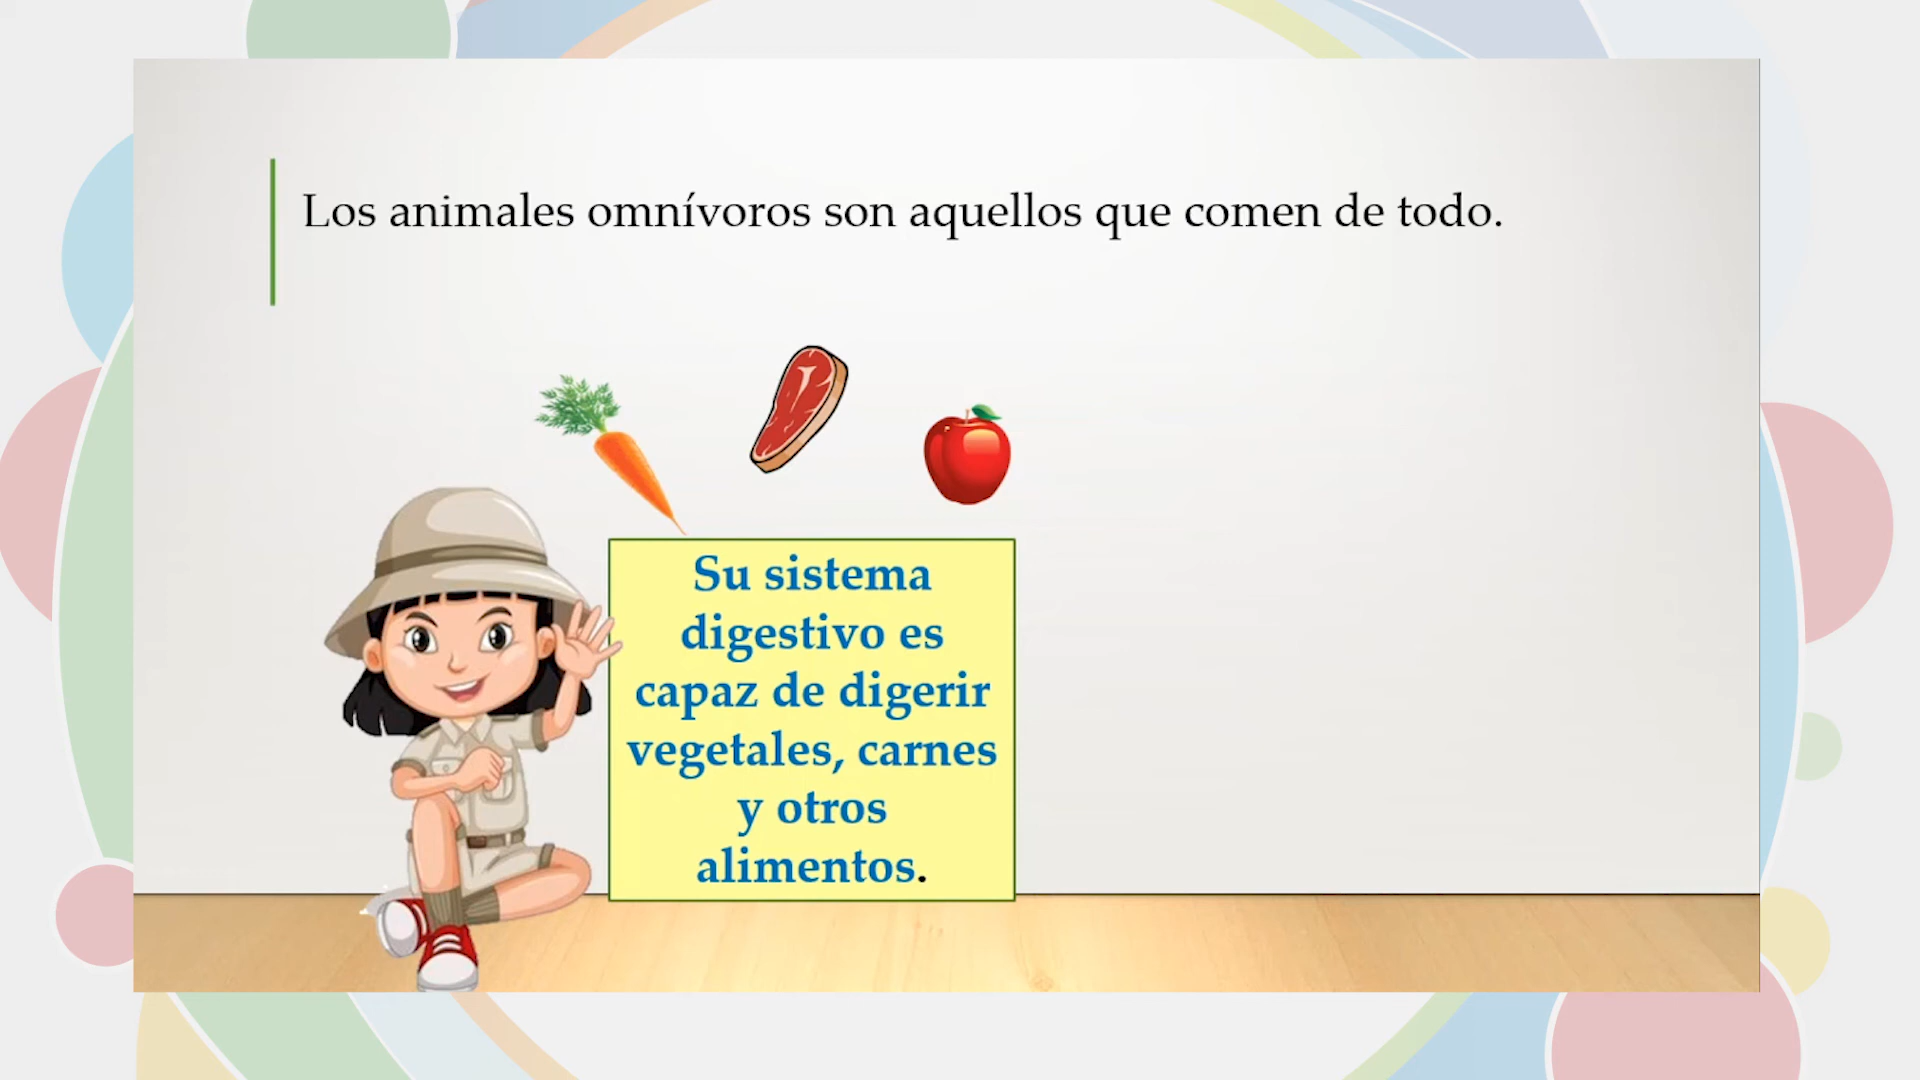 Los animales omnívoros son aquellos que comen de todo.
Su sistema
digestivo es
capaz de digerir
vegetales, carnes
y otros
alimentos.